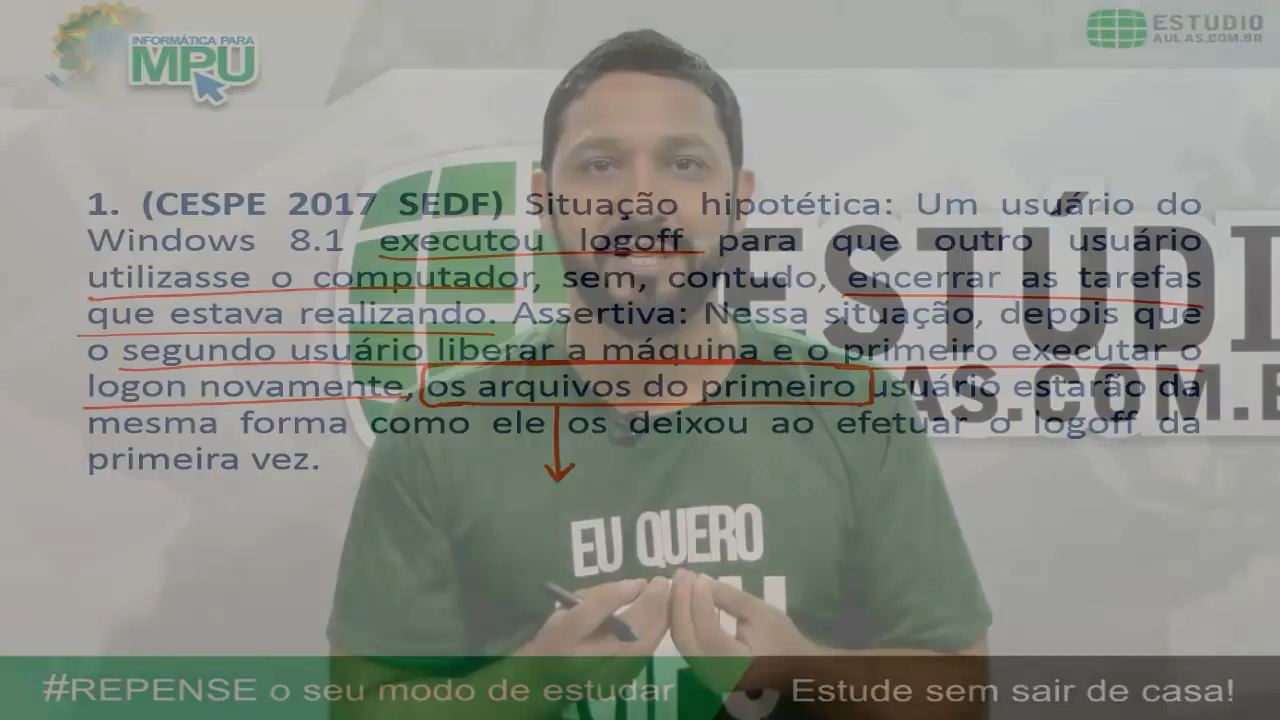 INFORMÁTICA PARA
MPU
ESTÚDIO
AULAS.COM.BR
1. (CESPE 2017 SEDF) Situação hipotética: Um usuário do
Windows 8.1 executou logoff para que outro usuário
utilizasse o computador, sem, contudo, encerrar as tarefas
que estava realizando. Assertiva: Nessa situação, depois que
o segundo usuário liberar a máquina e o primeiro executar o
logon novamente, os arquivos do primeiro usuário estarão da
mesma forma como ele os deixou ao efetuar o logoff da
primeira vez.
EU QUERO
#REPENSE o seu modo de estudar
Estude sem sair de casa!